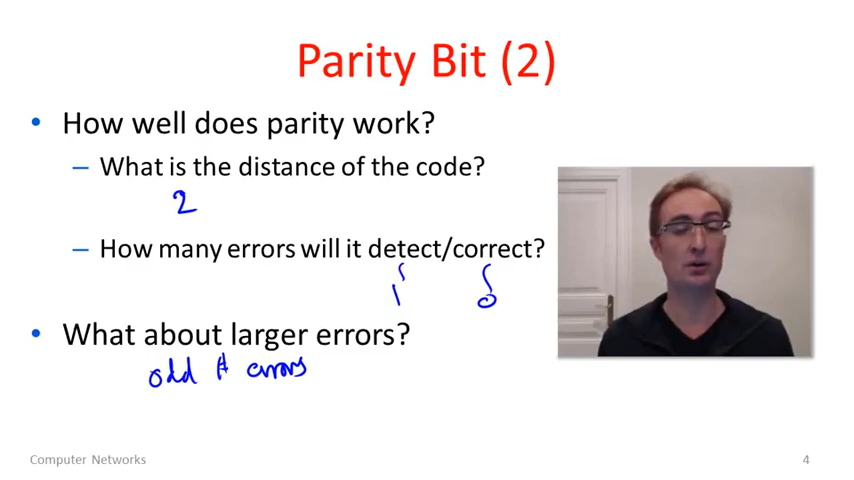 Parity Bit (2)
• How well does parity work?
– What is the distance of the code?
2
– How many errors will it detect/correct?
1 0
• What about larger errors?
odd # errors
Computer Networks 4